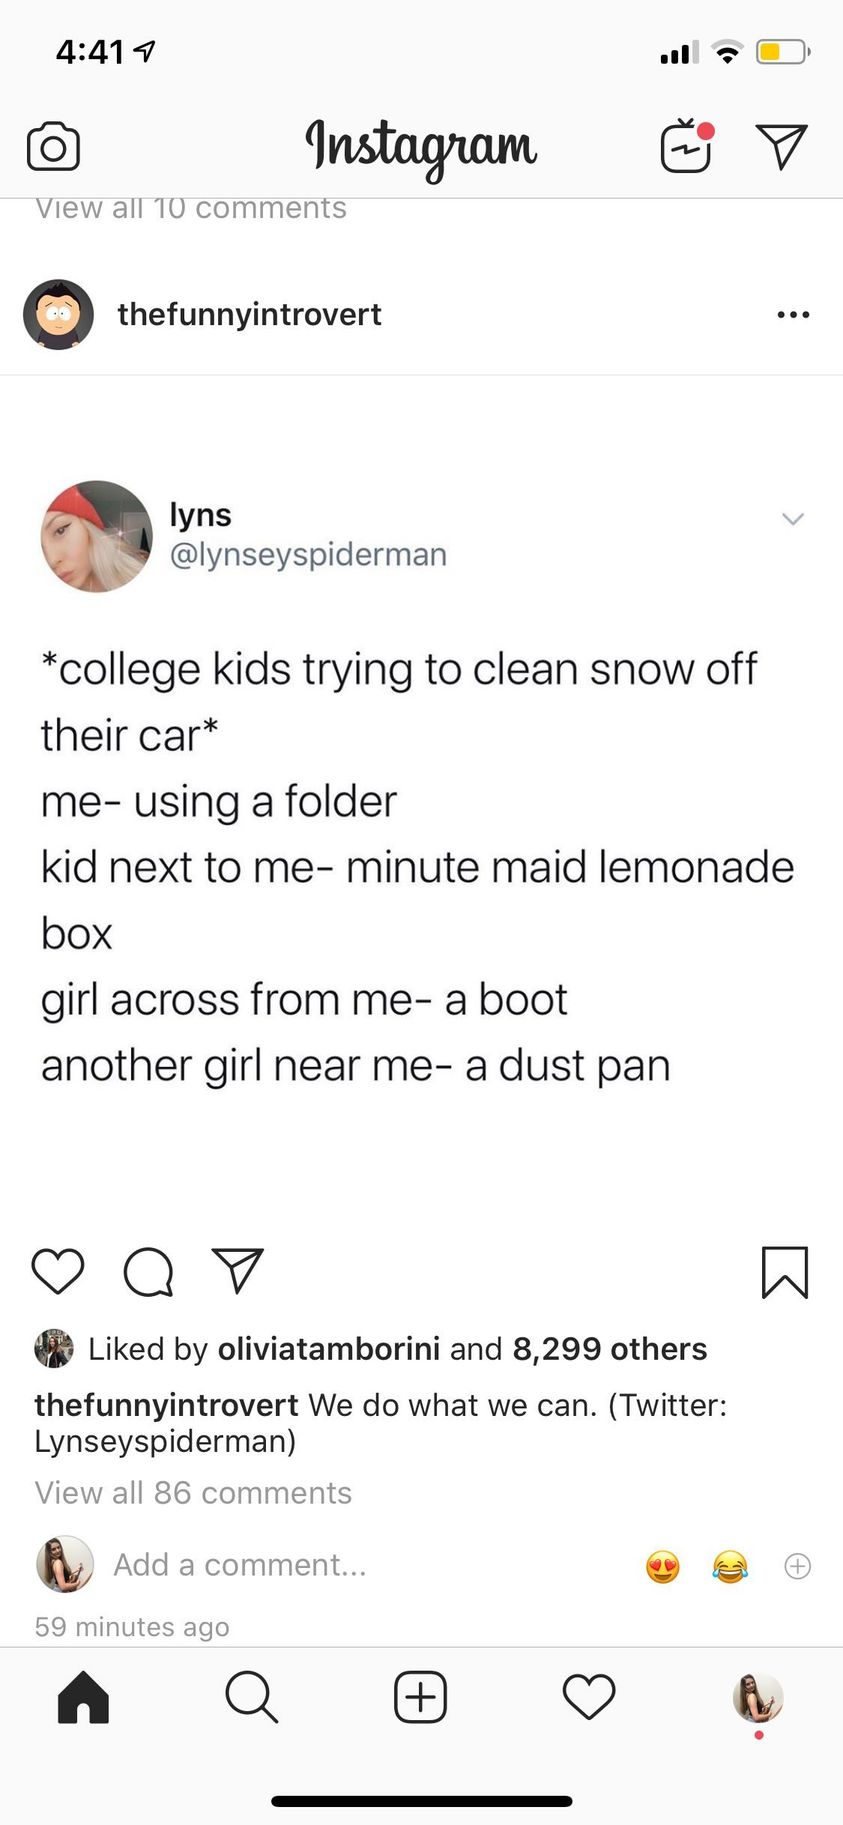 4:41
Instagram
View all 10 comments
thefunnyintrovert
lyns
@lynseyspiderman
*college kids trying to clean snow off
their car*
me- using a folder
kid next to me- minute maid lemonade
box
girl across from me- a boot
another girl near me- a dust pan
Liked by oliviatamborini and 8,299 others
thefunnyintrovert We do what we can. (Twitter:
Lynseyspiderman)
View all 86 comments
Add a comment...
59 minutes ago